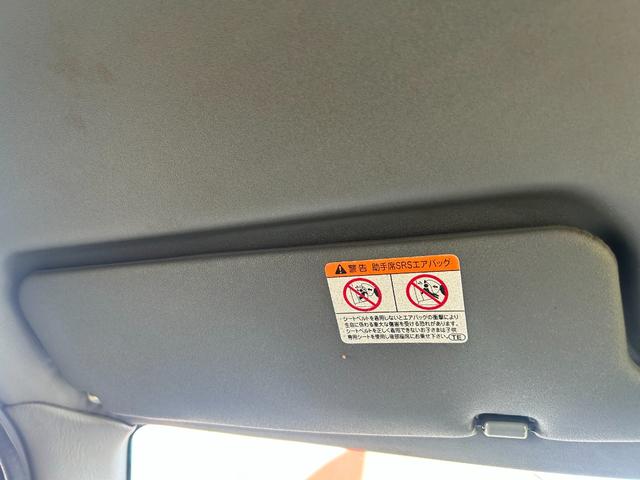 警告 助手席SRSエアバッグ
シートベルトを着用しないとエアバッグの衝撃により
生命に係わる重大な傷害を受ける恐れがあります。
シートベルトを正しく着用できないお子さまは子供
専用シートを使用し後部座席にお乗せ下さい。 TE